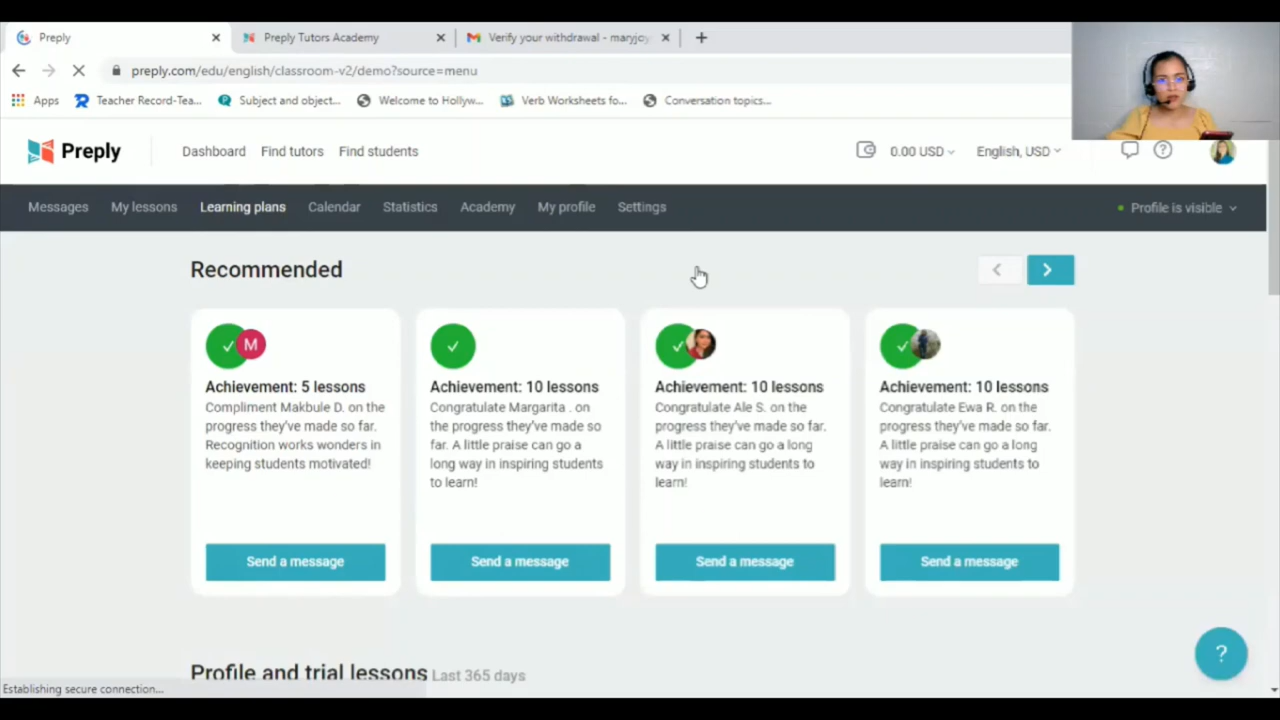 Preply
Preply Tutors Academy
Verify your withdrawal - maryjoy
preply.com/edu/english/classroom-v2/demo?source=menu
Apps
Teacher Record-Tea...
Subject and object...
Welcome to Hollyw...
Verb Worksheets fo...
Conversation topics...
Preply
Dashboard
Find tutors
Find students
0.00 USD
English, USD
Messages
My lessons
Learning plans
Calendar
Statistics
Academy
My profile
Settings
Profile is visible
Recommended
M
Achievement: 5 lessons
Compliment Makbule D. on the
progress they've made so far.
Recognition works wonders in
keeping students motivated!
Send a message
Achievement: 10 lessons
Congratulate Margarita . on
the progress they've made so
far. A little praise can go a
long way in inspiring students
to learn!
Send a message
Achievement: 10 lessons
Congratulate Ale S. on the
progress they've made so far.
A little praise can go a long
way in inspiring students to
learn!
Send a message
Achievement: 10 lessons
Congratulate Ewa R. on the
progress they've made so far.
A little praise can go a long
way in inspiring students to
learn!
Send a message
Profile and trial lessons Last 365 days
?
Establishing secure connection...